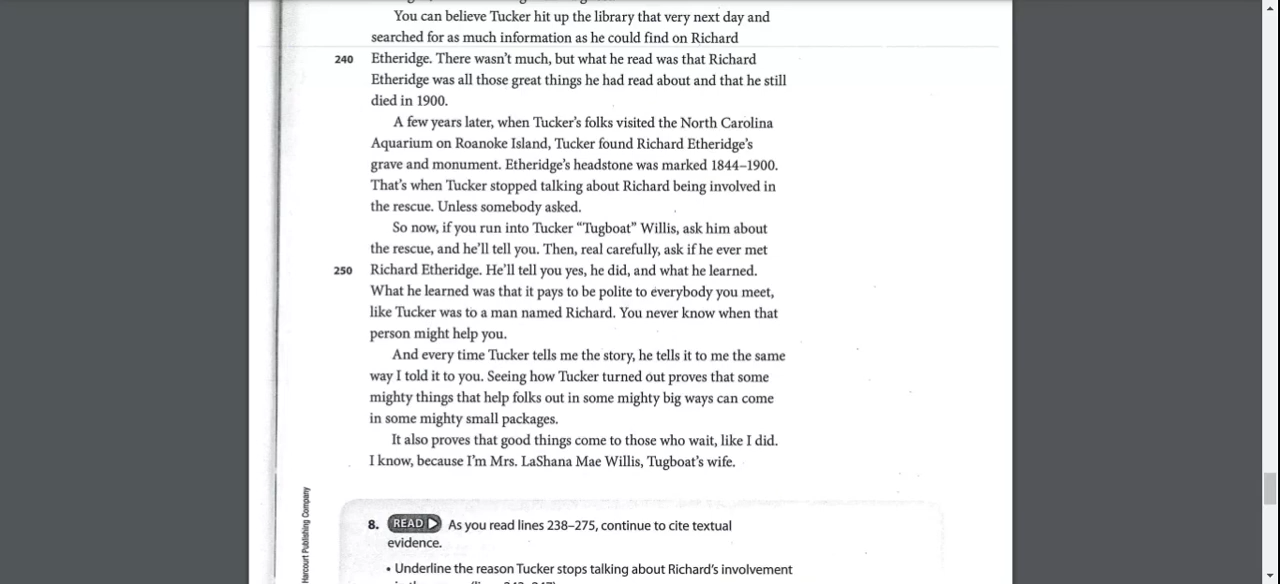 You can believe Tucker hit up the library that very next day and
searched for as much information as he could find on Richard
240 Etheridge. There wasn't much, but what he read was that Richard
Etheridge was all those great things he had read about and that he still
died in 1900.
A few years later, when Tucker's folks visited the North Carolina
Aquarium on Roanoke Island, Tucker found Richard Etheridge's
grave and monument. Etheridge's headstone was marked 1844–1900.
That's when Tucker stopped talking about Richard being involved in
the rescue. Unless somebody asked.
So now, if you run into Tucker "Tugboat" Willis, ask him about
the rescue, and he'll tell you. Then, real carefully, ask if he ever met
250 Richard Etheridge. He'll tell you yes, he did, and what he learned.
What he learned was that it pays to be polite to everybody you meet,
like Tucker was to a man named Richard. You never know when that
person might help you.
And every time Tucker tells me the story, he tells it to me the same
way I told it to you. Seeing how Tucker turned out proves that some
mighty things that help folks out in some mighty big ways can come
in some mighty small packages.
It also proves that good things come to those who wait, like I did.
I know, because I'm Mrs. LaShana Mae Willis, Tugboat's wife.
Harcourt Publishing Company
8. READ As you read lines 238–275, continue to cite textual
evidence.
• Underline the reason Tucker stops talking about Richard's involvement